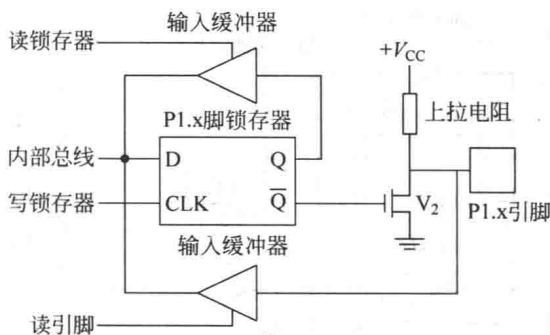 输入缓冲器
读锁存器
+VCC
上拉电阻
P1.x脚锁存器
内部总线
D
Q
写锁存器
CLK
Q̅
V2
P1.x引脚
输入缓冲器
读引脚